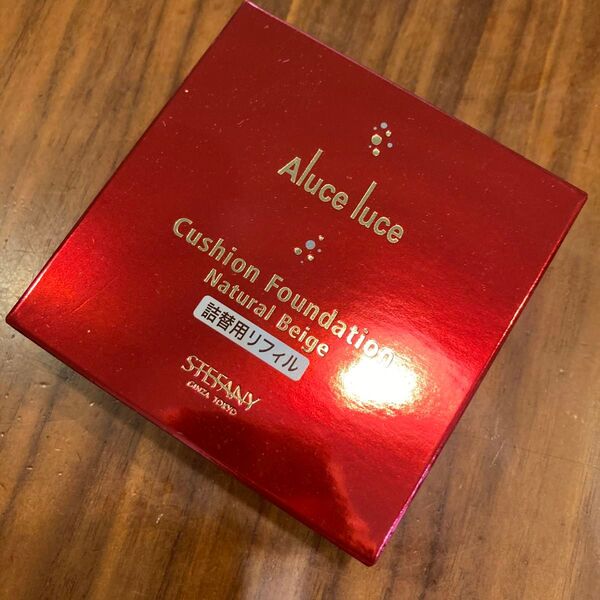 Aluce luce
Cushion Foundation
Natural Beige
詰替用リフィル
STEFANY
GINZA TOKYO